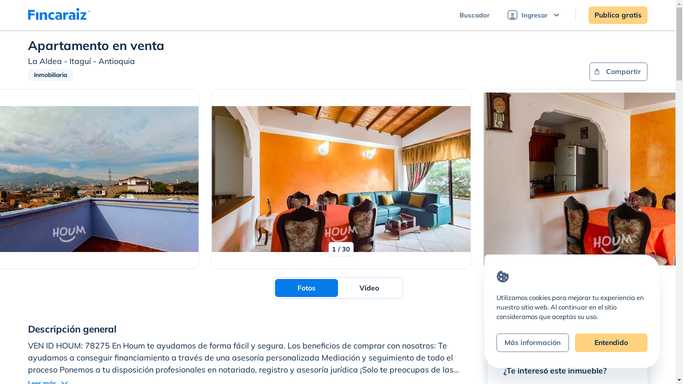 Fincaraiz
Buscador
Ingresar
Publica gratis
Apartamento en venta
La Aldea - Itaguí - Antioquia
Inmobiliaria
Compartir
HOUM
HOUM
HOUM
1 / 30
Fotos
Video
Utilizamos cookies para mejorar tu experiencia en
nuestro sitio web. Al continuar en el sitio
consideramos que aceptas su uso.
Más información
Entendido
¿Te interesó este inmueble?
Descripción general
VEN ID HOUM: 78275 En Houm te ayudamos de forma fácil y segura. Los beneficios de comprar con nosotros: Te
ayudamos a conseguir financiamiento a través de una asesoría personalizada Mediación y seguimiento de todo el
proceso Ponemos a tu disposición profesionales en notariado, registro y asesoría jurídica ¡Solo te preocupas de las...
Leer más